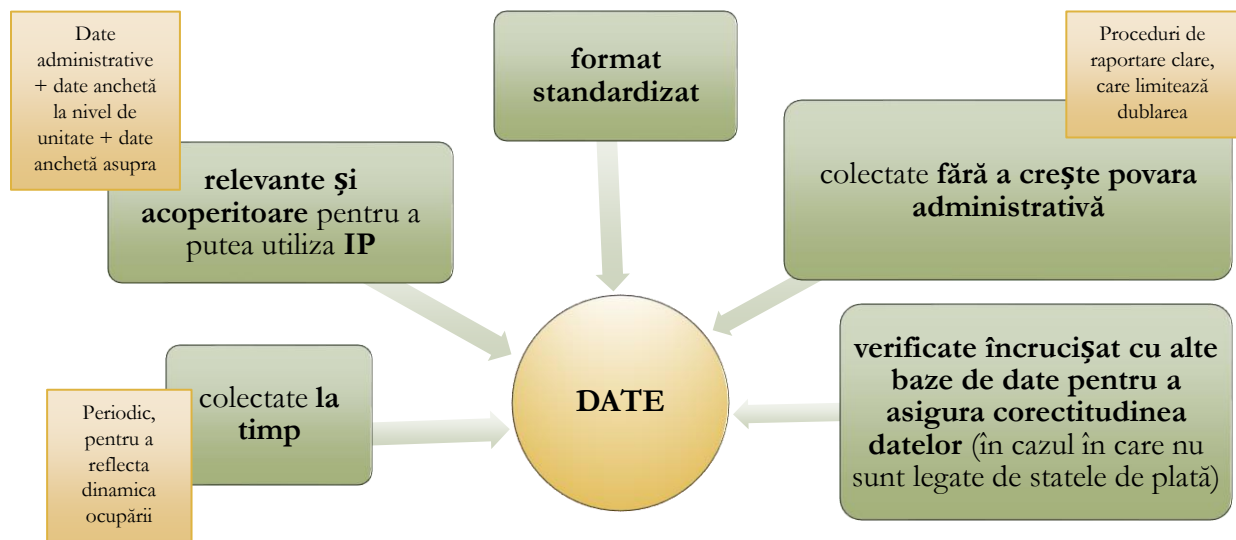 Date
administrative
+ date anchetă
la nivel de
unitate + date
anchetă asupra
relevante și
acoperitoare pentru a
putea utiliza IP
format
standardizat
Proceduri de
raportare clare,
care limitează
dublarea
colectate fără a crește povara
administrativă
colectate la
timp
Periodic,
pentru a
reflecta
dinamica
ocupării
DATE
verificate încrucișat cu alte
baze de date pentru a
asigura corectitudinea
datelor (în cazul în care nu
sunt legate de statele de plată)